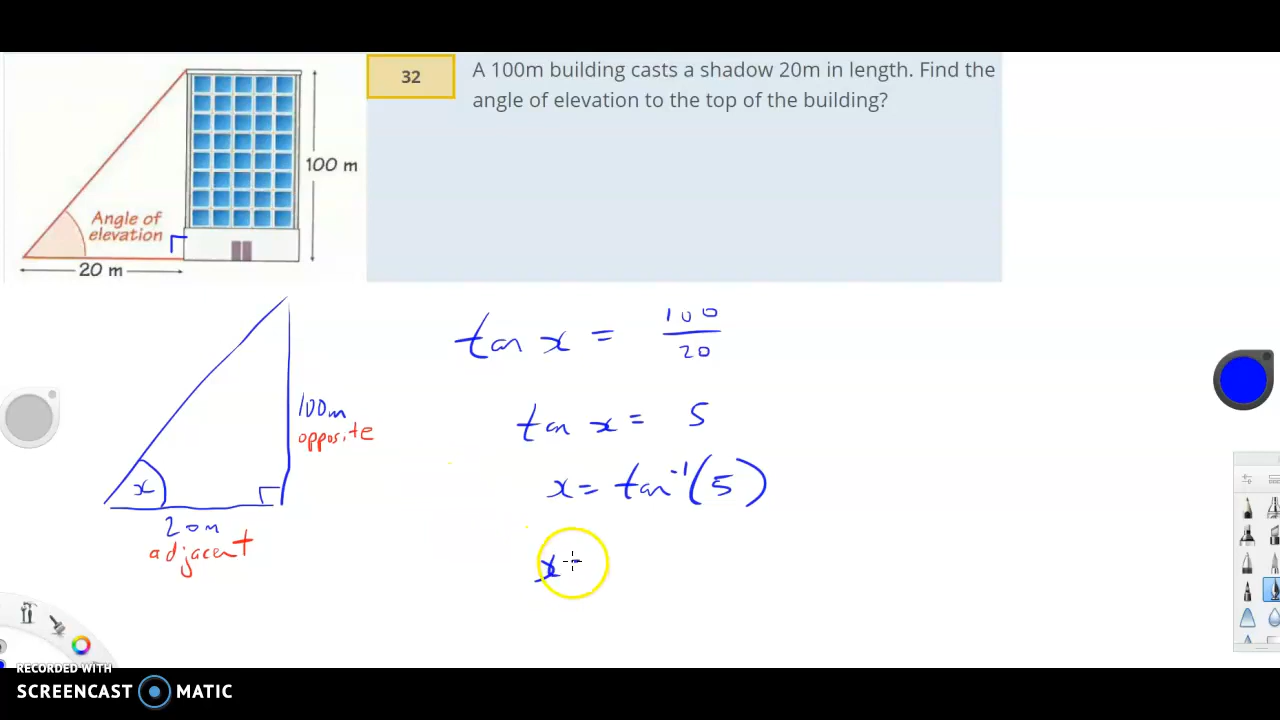 32
A 100m building casts a shadow 20m in length. Find the
angle of elevation to the top of the building?
100 m
Angle of
elevation
20 m
100m
opposite
x
20m
adjacent
tan x = 100/20
tan x = 5
x = tan⁻¹(5)
x =
RECORDED WITH
SCREENCAST MATIC